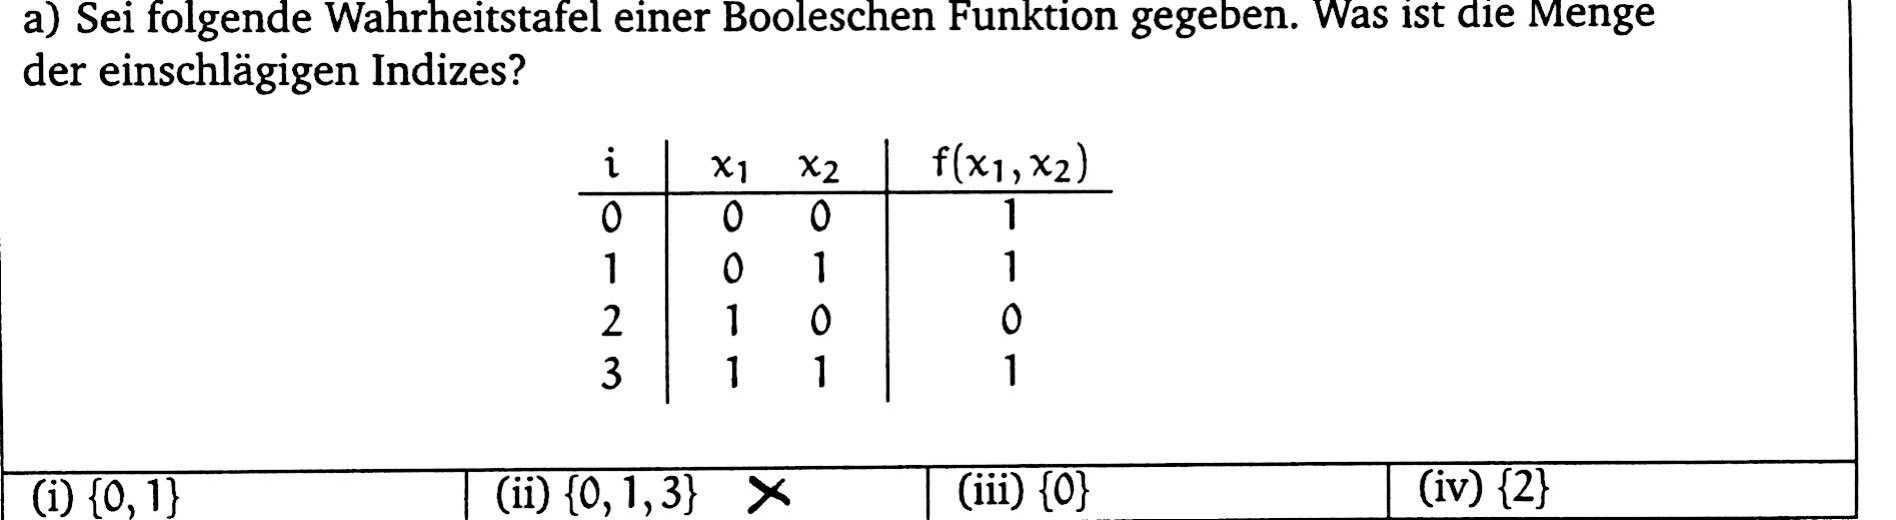 a) Sei folgende Wahrheitstafel einer Booleschen Funktion gegeben. Was ist die Menge
der einschlägigen Indizes?
i x₁ x₂ f(x₁, x₂)
0 0 0 1
1 0 1 1
2 1 0 0
3 1 1 1
(i) {0, 1} (ii) {0, 1, 3} × (iii) {0} (iv) {2}